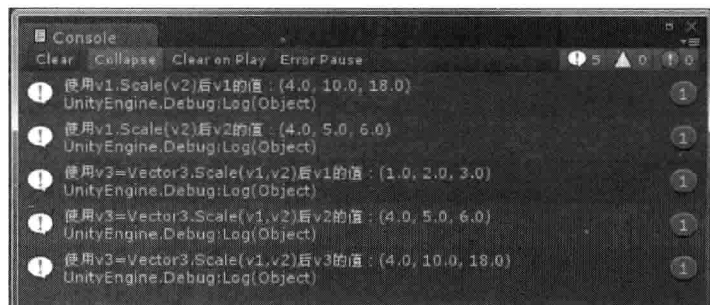 Console
Clear Collapse Clear on Play Error Pause 5 0 0
使用v1.Scale(v2)后v1的值：(4.0, 10.0, 18.0)
UnityEngine.Debug:Log(Object)
1
使用v1.Scale(v2)后v2的值：(4.0, 5.0, 6.0)
UnityEngine.Debug:Log(Object)
1
使用v3=Vector3.Scale(v1,v2)后v1的值：(1.0, 2.0, 3.0)
UnityEngine.Debug:Log(Object)
1
使用v3=Vector3.Scale(v1,v2)后v2的值：(4.0, 5.0, 6.0)
UnityEngine.Debug:Log(Object)
1
使用v3=Vector3.Scale(v1,v2)后v3的值：(4.0, 10.0, 18.0)
UnityEngine.Debug:Log(Object)
1